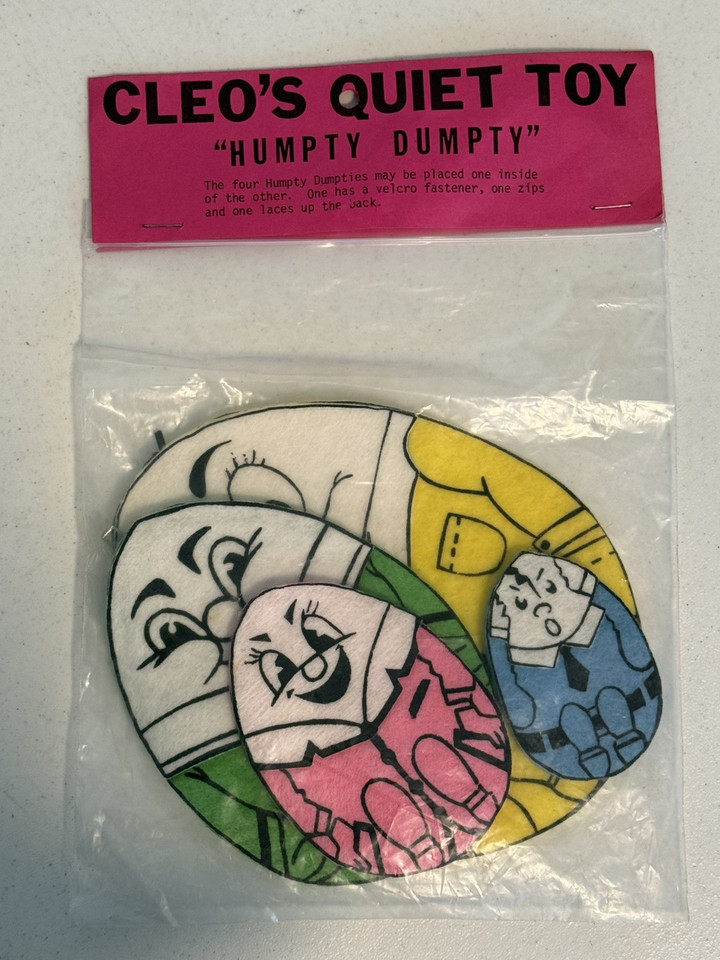 CLEO'S QUIET TOY
"HUMPTY DUMPTY"
The four Humpty Dumpties may be placed one inside
of the other. One has a velcro fastener, one zips
and one laces up the back.